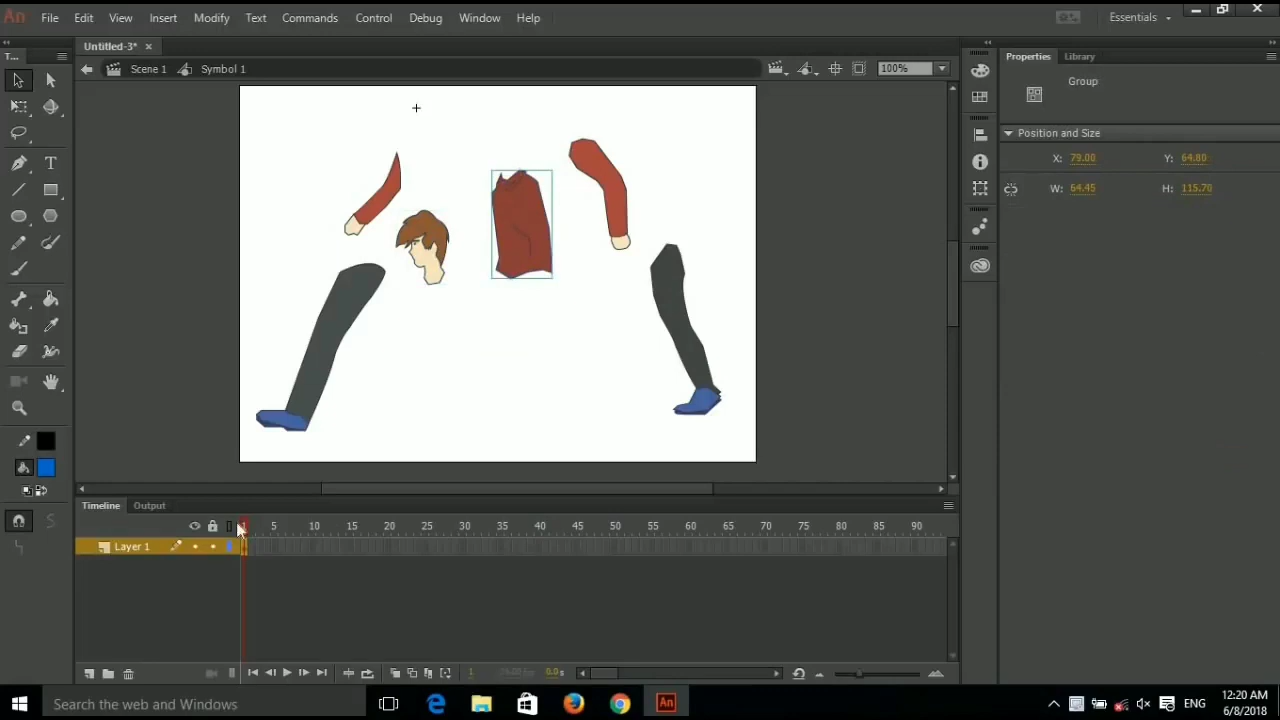 An File Edit View Insert Modify Text Commands Control Debug Window Help Essentials
T... Untitled-3* × Properties Library
Scene 1 Symbol 1 100%
Group
Position and Size
X: 79.00 Y: 64.80
W: 64.45 H: 115.70
T
Timeline Output
5 10 15 20 25 30 35 40 45 50 55 60 65 70 75 80 85 90
Layer 1
1 0.0s
Search the web and Windows
An
ENG
12:20 AM
6/8/2018